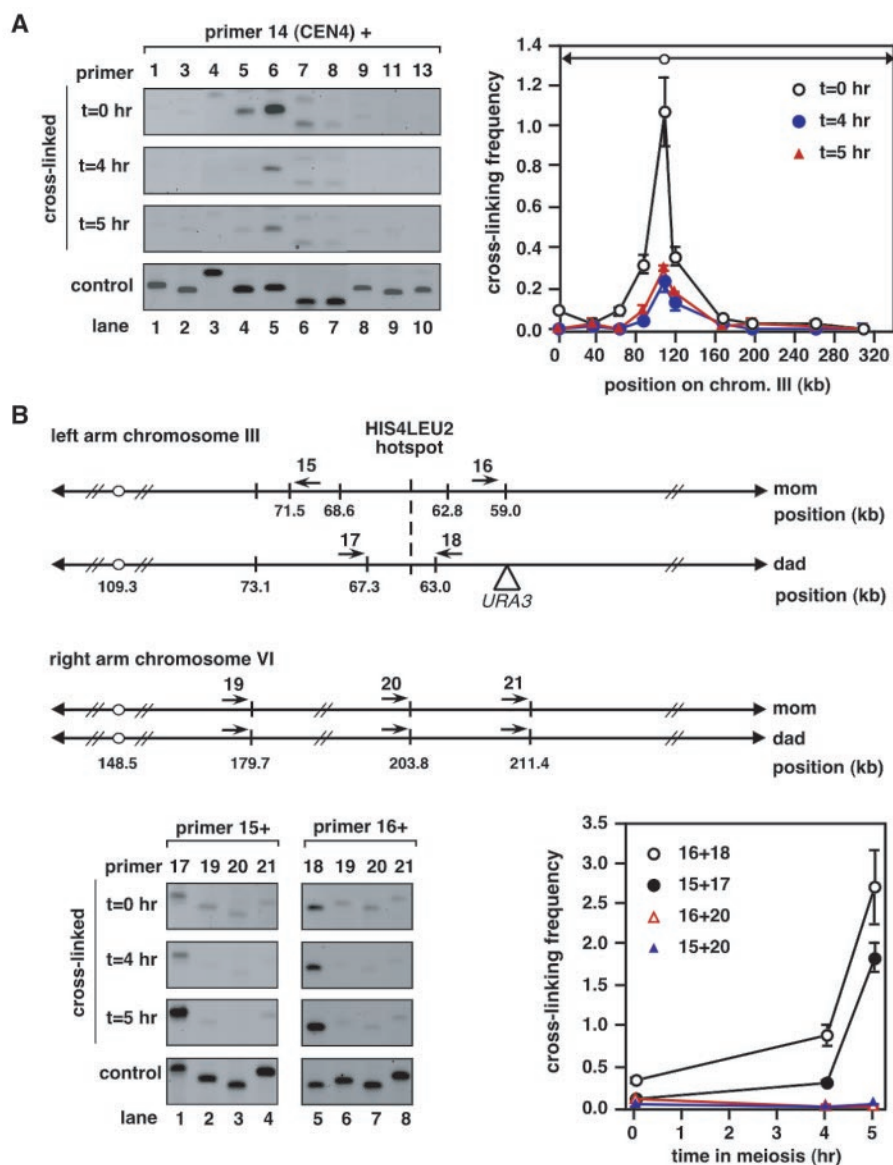 A
primer 14 (CEN4) +
primer 1 3 4 5 6 7 8 9 11 13
cross-linked
t=0 hr
t=4 hr
t=5 hr
control
lane 1 2 3 4 5 6 7 8 9 10
cross-linking frequency
1.4
1.2
1.0
0.8
0.6
0.4
0.2
0.0
t=0 hr
t=4 hr
t=5 hr
0 40 80 120 160 200 240 280 320
position on chrom. III (kb)
B
left arm chromosome III
HIS4LEU2
hotspot
15 16
mom
71.5 68.6 62.8 59.0 position (kb)
17 18
dad
109.3 73.1 67.3 63.0 URA3 position (kb)
right arm chromosome VI
19 20 21
mom
dad
148.5 179.7 203.8 211.4 position (kb)
primer 15+ primer 16+
primer 17 19 20 21 18 19 20 21
cross-linked
t=0 hr
t=4 hr
t=5 hr
control
lane 1 2 3 4 5 6 7 8
cross-linking frequency
3.5
3.0
2.5
2.0
1.5
1.0
0.5
0.0
16+18
15+17
16+20
15+20
0 1 2 3 4 5
time in meiosis (hr)